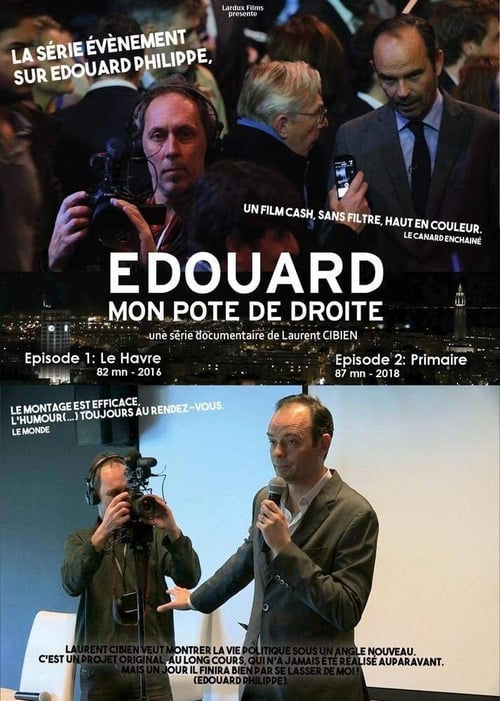 Lardux Films
presente
LA SÉRIE ÉVÈNEMENT
SUR EDOUARD PHILIPPE,
UN FILM CASH, SANS FILTRE, HAUT EN COULEUR.
LE CANARD ENCHAINÉ
EDOUARD
MON POTE DE DROITE
une série documentaire de Laurent CIBIEN
Episode 1: Le Havre
82 mn - 2016
Episode 2: Primaire
87 mn - 2018
LE MONTAGE EST EFFICACE,
L'HUMOUR(...) TOUJOURS AU RENDEZ-VOUS.
LE MONDE
LAURENT CIBIEN VEUT MONTRER LA VIE POLITIQUE SOUS UN ANGLE NOUVEAU.
C'EST UN PROJET ORIGINAL, AU LONG COURS, QUI N'A JAMAIS ÉTÉ RÉALISÉ AUPARAVANT.
MAIS UN JOUR IL FINIRA BIEN PAR SE LASSER DE MOI !
(EDOUARD PHILIPPE).